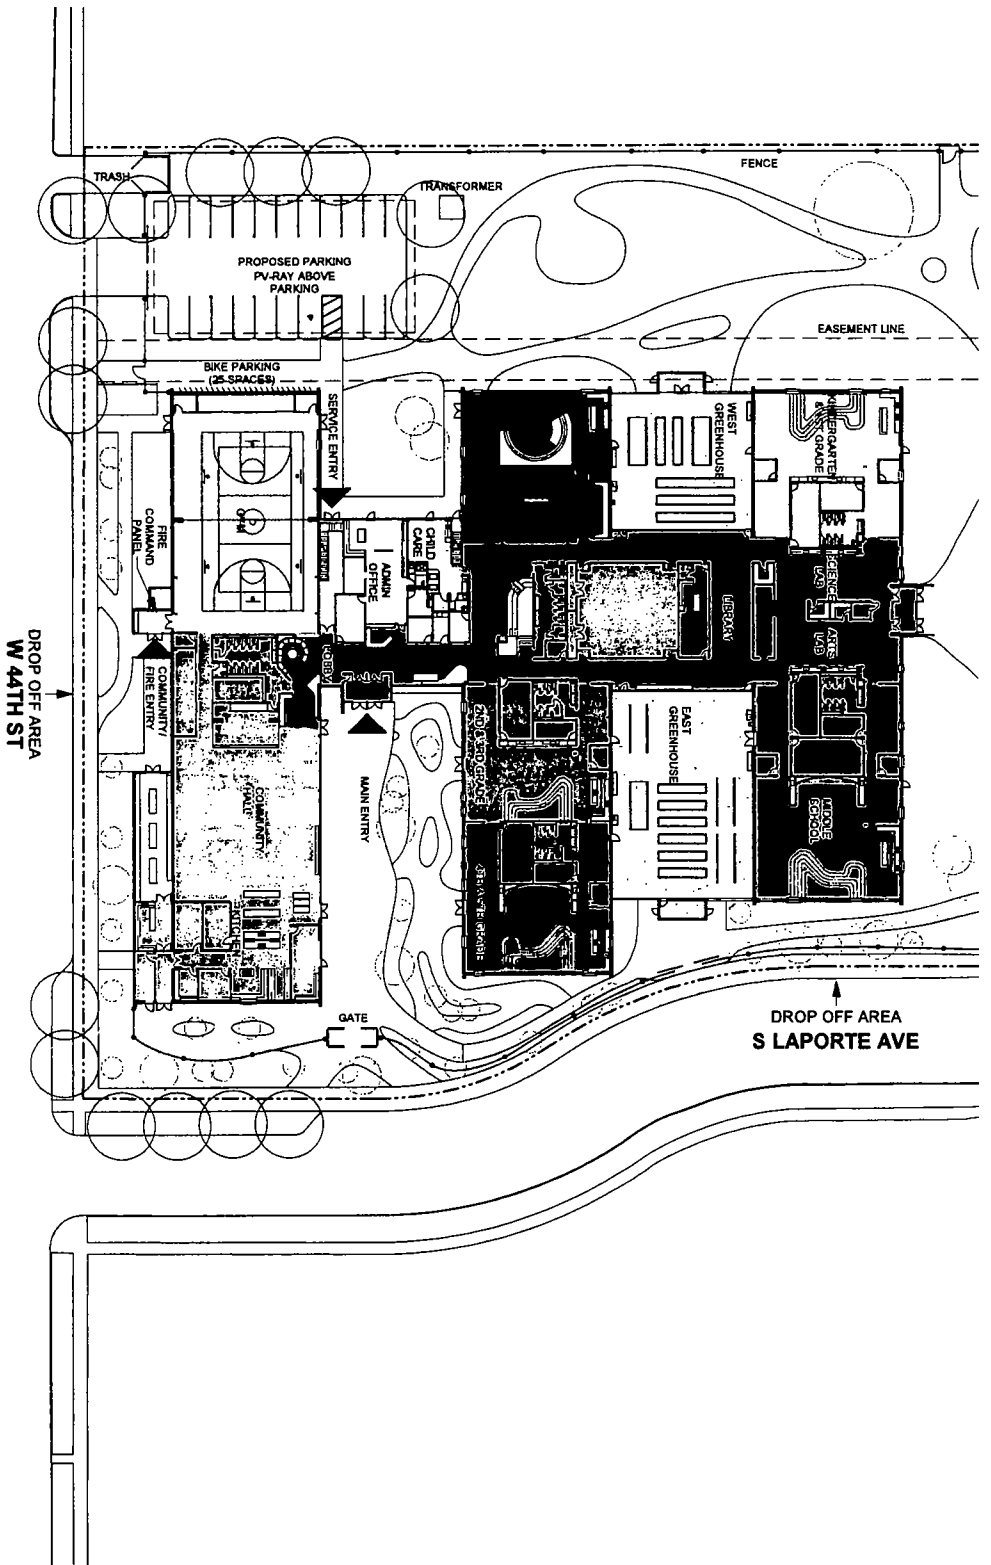 TRASH
TRANSFORMER
FENCE
PROPOSED PARKING
PV-RAY ABOVE
PARKING
EASEMENT LINE
BIKE PARKING
(25 SPACES)
SERVICE ENTRY
WEST
GREENHOUSE
KINDERGARTEN
& 1ST GRADE
GYM
FIRE
COMMAND
PANEL
CHILD
CARE
ADMIN
OFFICE
SCIENCE
LAB
ARTS
LAB
LIBRARY
LOBBY
COMMUNITY/
FIRE ENTRY
DROP OFF AREA
W 44TH ST
MAIN ENTRY
2ND & 3RD GRADE
EAST
GREENHOUSE
COMMUNITY
HALL
MIDDLE
SCHOOL
KITCHEN
GATE
DROP OFF AREA
S LAPORTE AVE